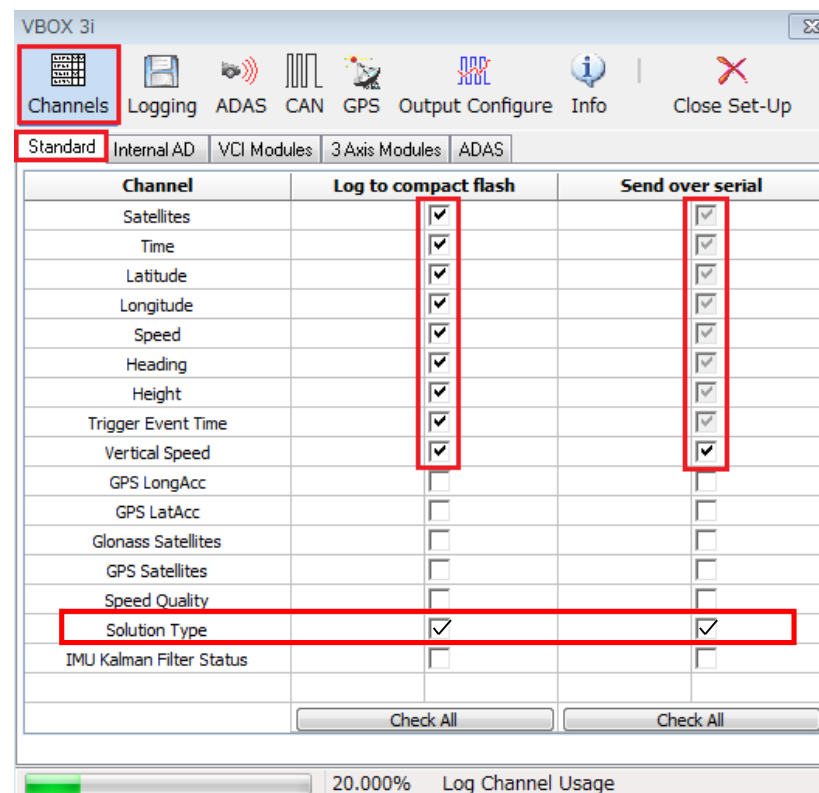 VBOX 3i
Channels Logging ADAS CAN GPS Output Configure Info Close Set-Up
Standard Internal AD VCI Modules 3 Axis Modules ADAS
Channel Log to compact flash Send over serial
Satellites
Time
Latitude
Longitude
Speed
Heading
Height
Trigger Event Time
Vertical Speed
GPS LongAcc
GPS LatAcc
Glonass Satellites
GPS Satellites
Speed Quality
Solution Type
IMU Kalman Filter Status
Check All Check All
20.000% Log Channel Usage